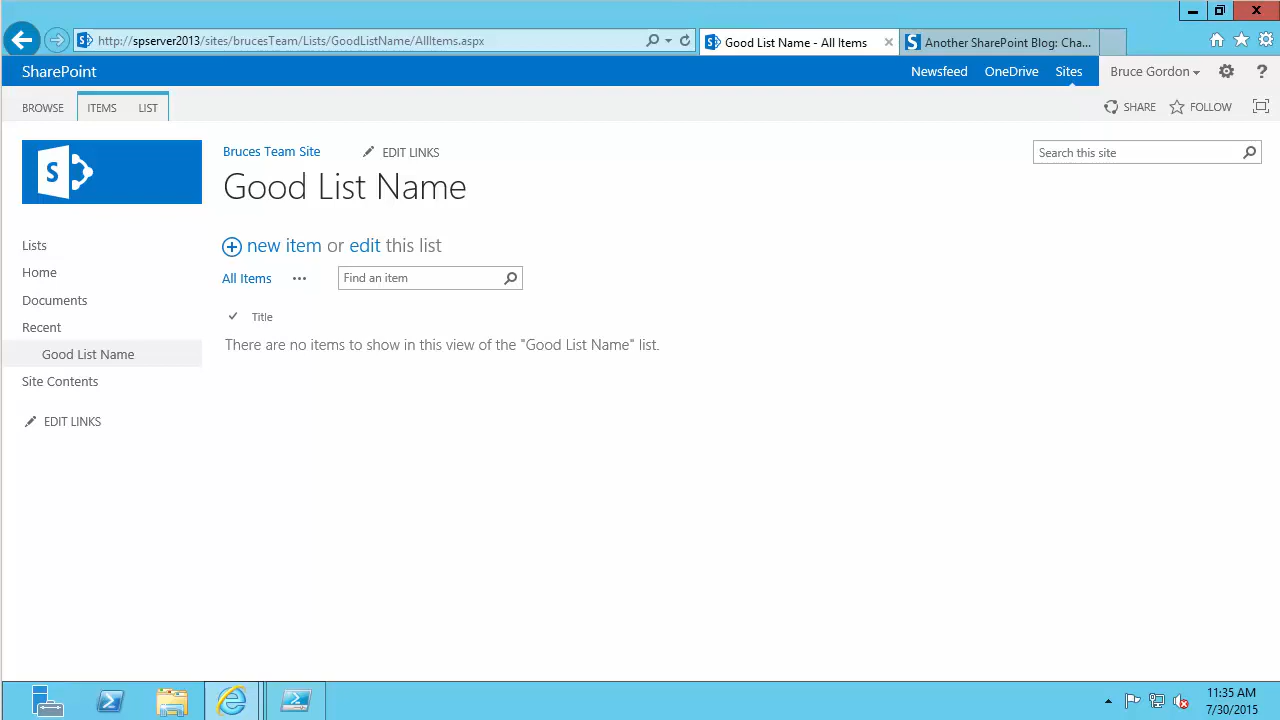 http://spserver2013/sites/brucesTeam/Lists/GoodListName/AllItems.aspx
Good List Name - All Items
Another SharePoint Blog: Cha...
SharePoint
Newsfeed OneDrive Sites
Bruce Gordon
?
BROWSE ITEMS LIST
SHARE FOLLOW
S
Bruces Team Site
EDIT LINKS
Search this site
Good List Name
new item or edit this list
All Items
...
Find an item
Title
There are no items to show in this view of the "Good List Name" list.
Lists
Home
Documents
Recent
Good List Name
Site Contents
EDIT LINKS
11:35 AM
7/30/2015